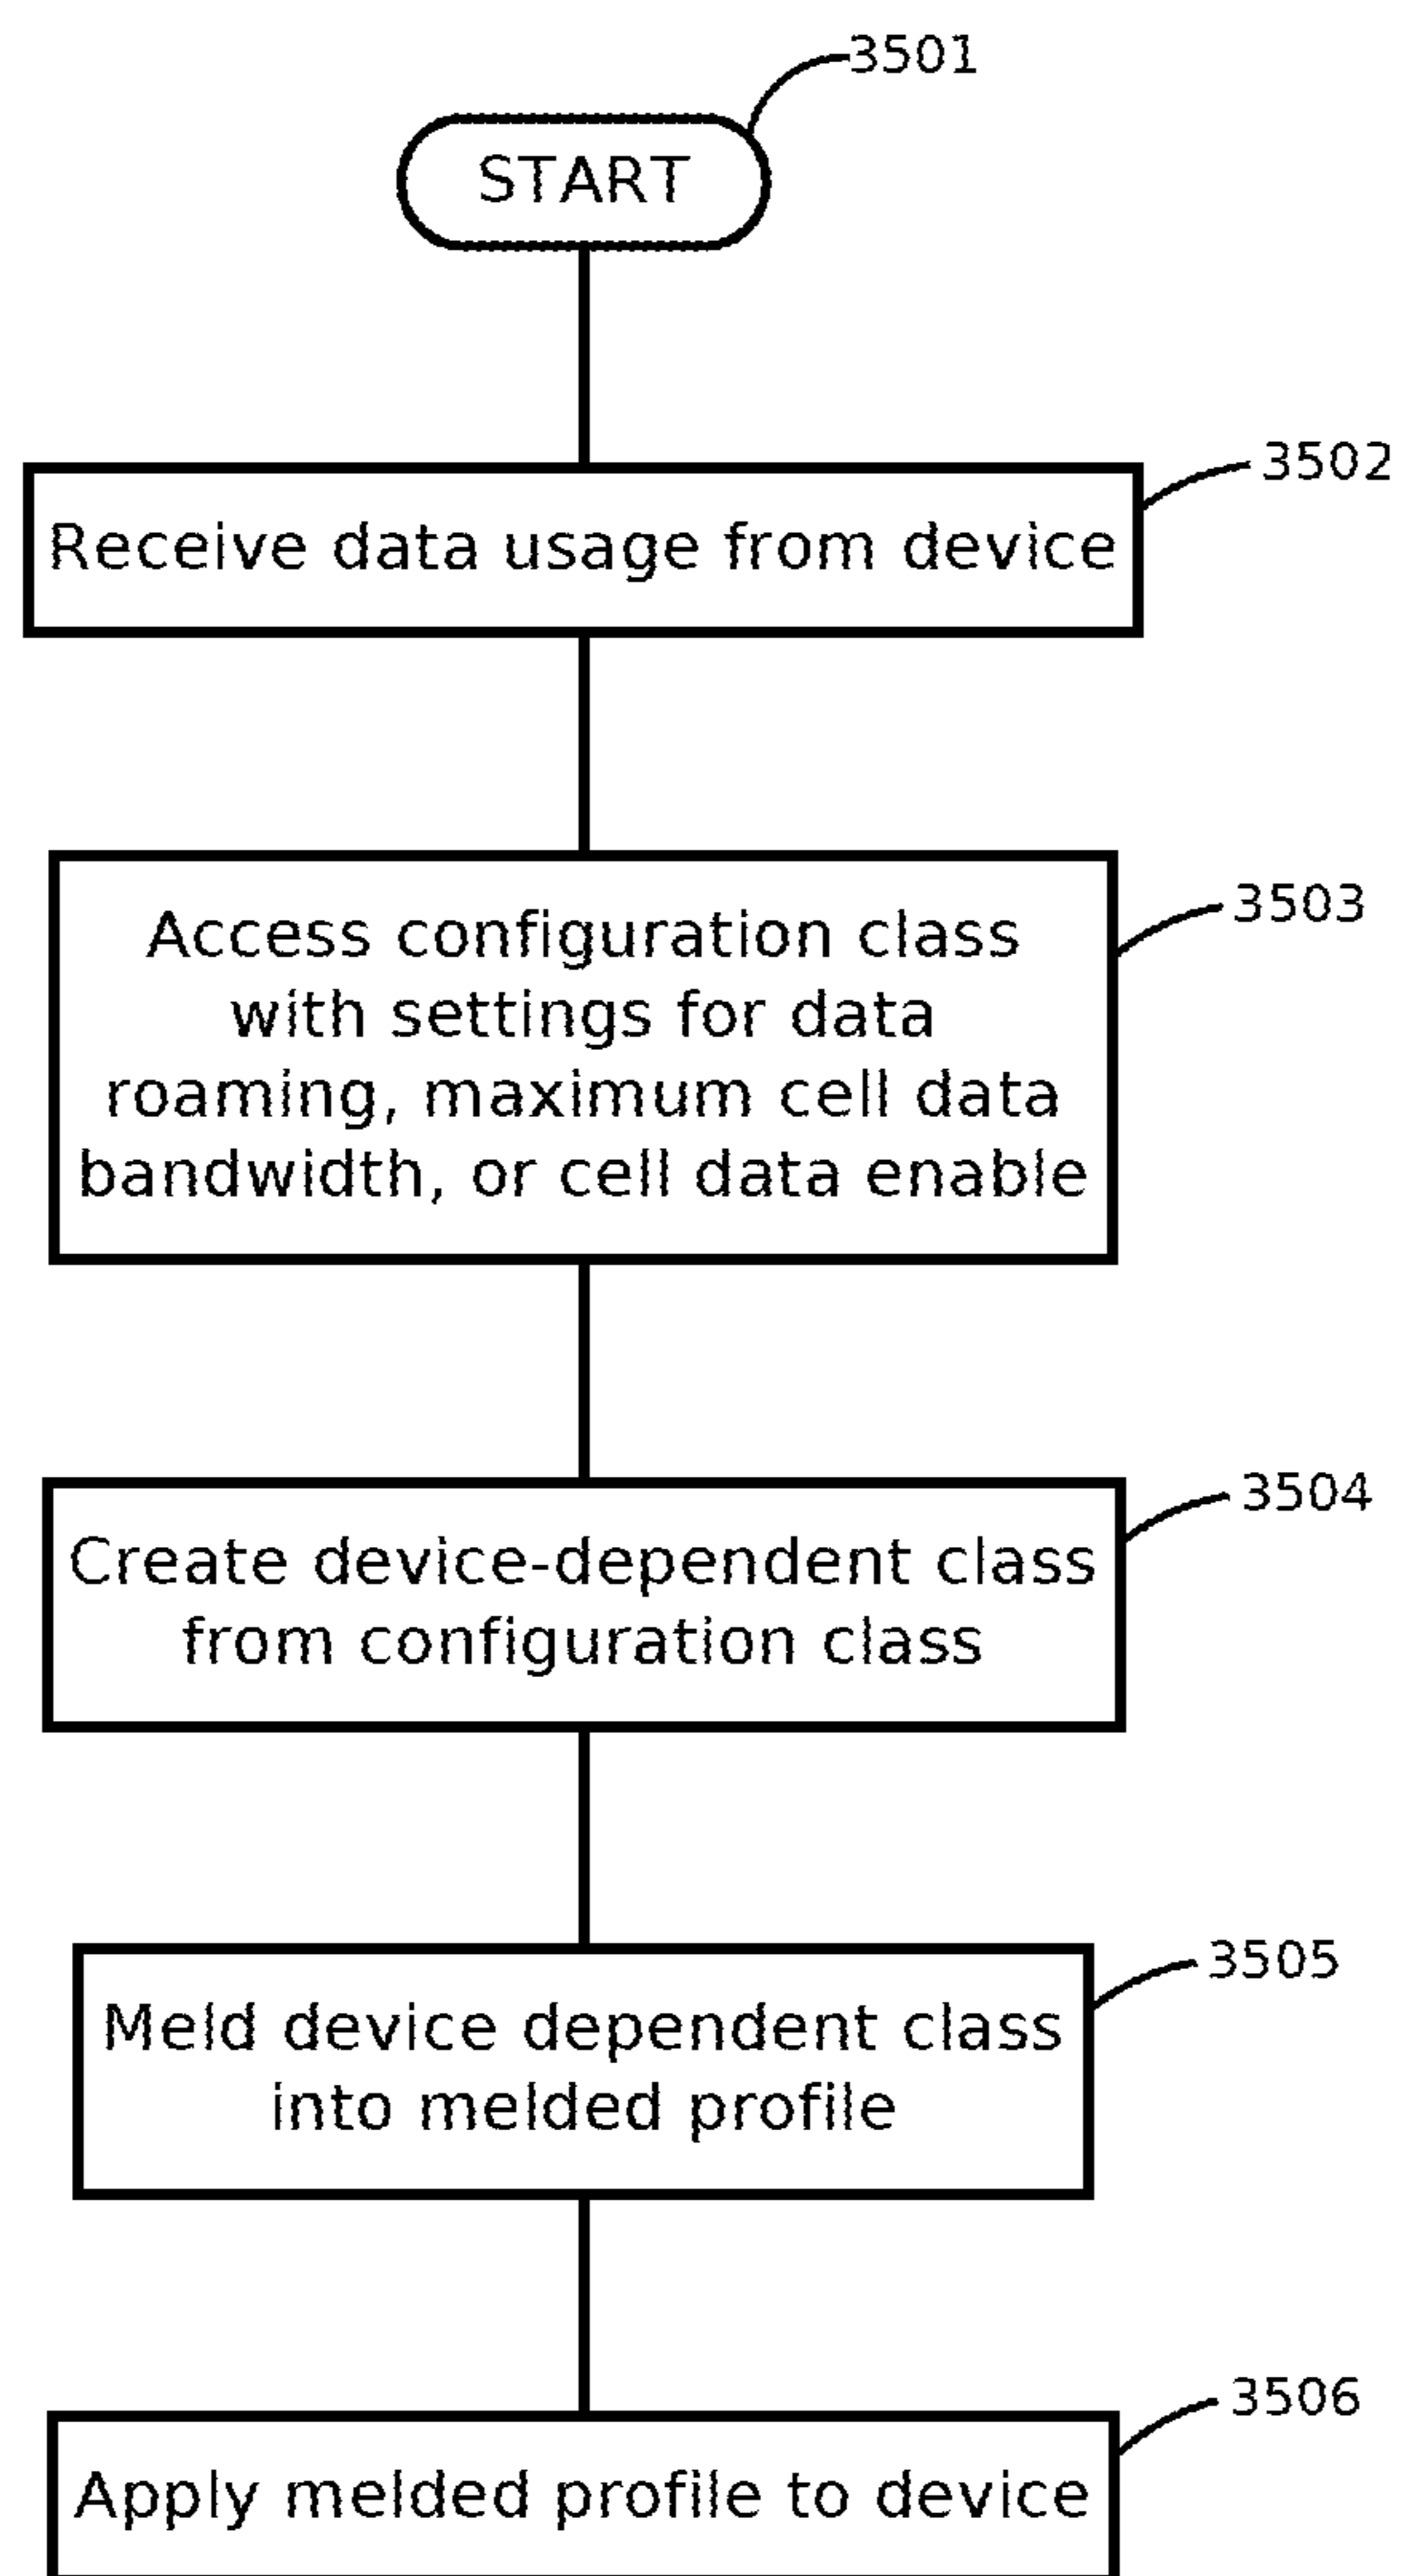 3501
START
3502
Receive data usage from device
3503
Access configuration class
with settings for data
roaming, maximum cell data
bandwidth, or cell data enable
3504
Create device-dependent class
from configuration class
3505
Meld device dependent class
into melded profile
3506
Apply melded profile to device